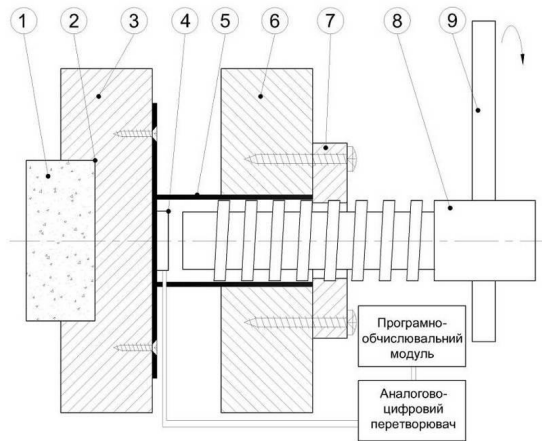 1 2 3 4 5 6 7 8 9
Програмно-
обчислювальний
модуль
Аналогово-
цифровий
перетворювач